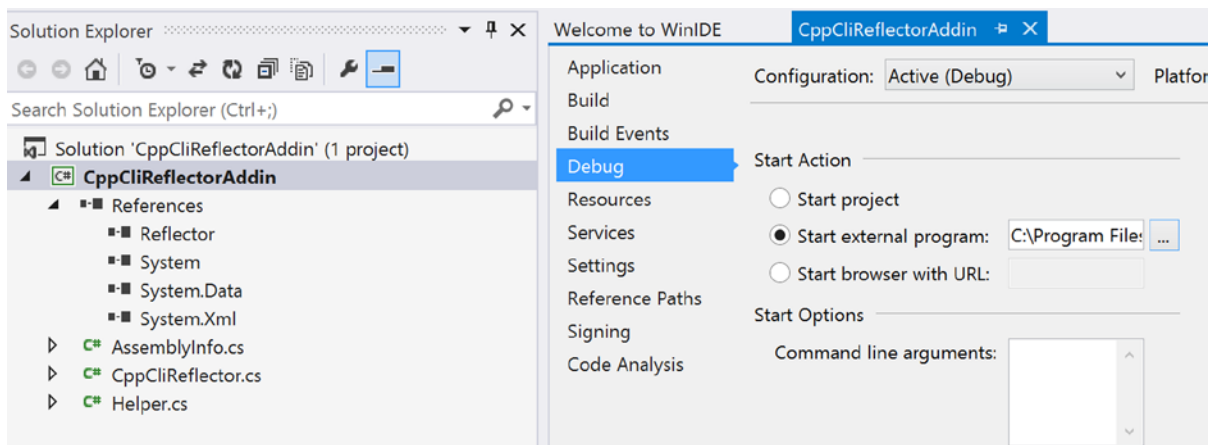 Solution Explorer
Search Solution Explorer (Ctrl+;)
Solution 'CppCliReflectorAddin' (1 project)
C# CppCliReflectorAddin
References
Reflector
System
System.Data
System.Xml
C# AssemblyInfo.cs
C# CppCliReflector.cs
C# Helper.cs
Welcome to WinIDE
CppCliReflectorAddin
Application
Build
Build Events
Debug
Resources
Services
Settings
Reference Paths
Signing
Code Analysis
Configuration: Active (Debug) Platfor
Start Action
Start project
Start external program: C:\Program File ...
Start browser with URL:
Start Options
Command line arguments: